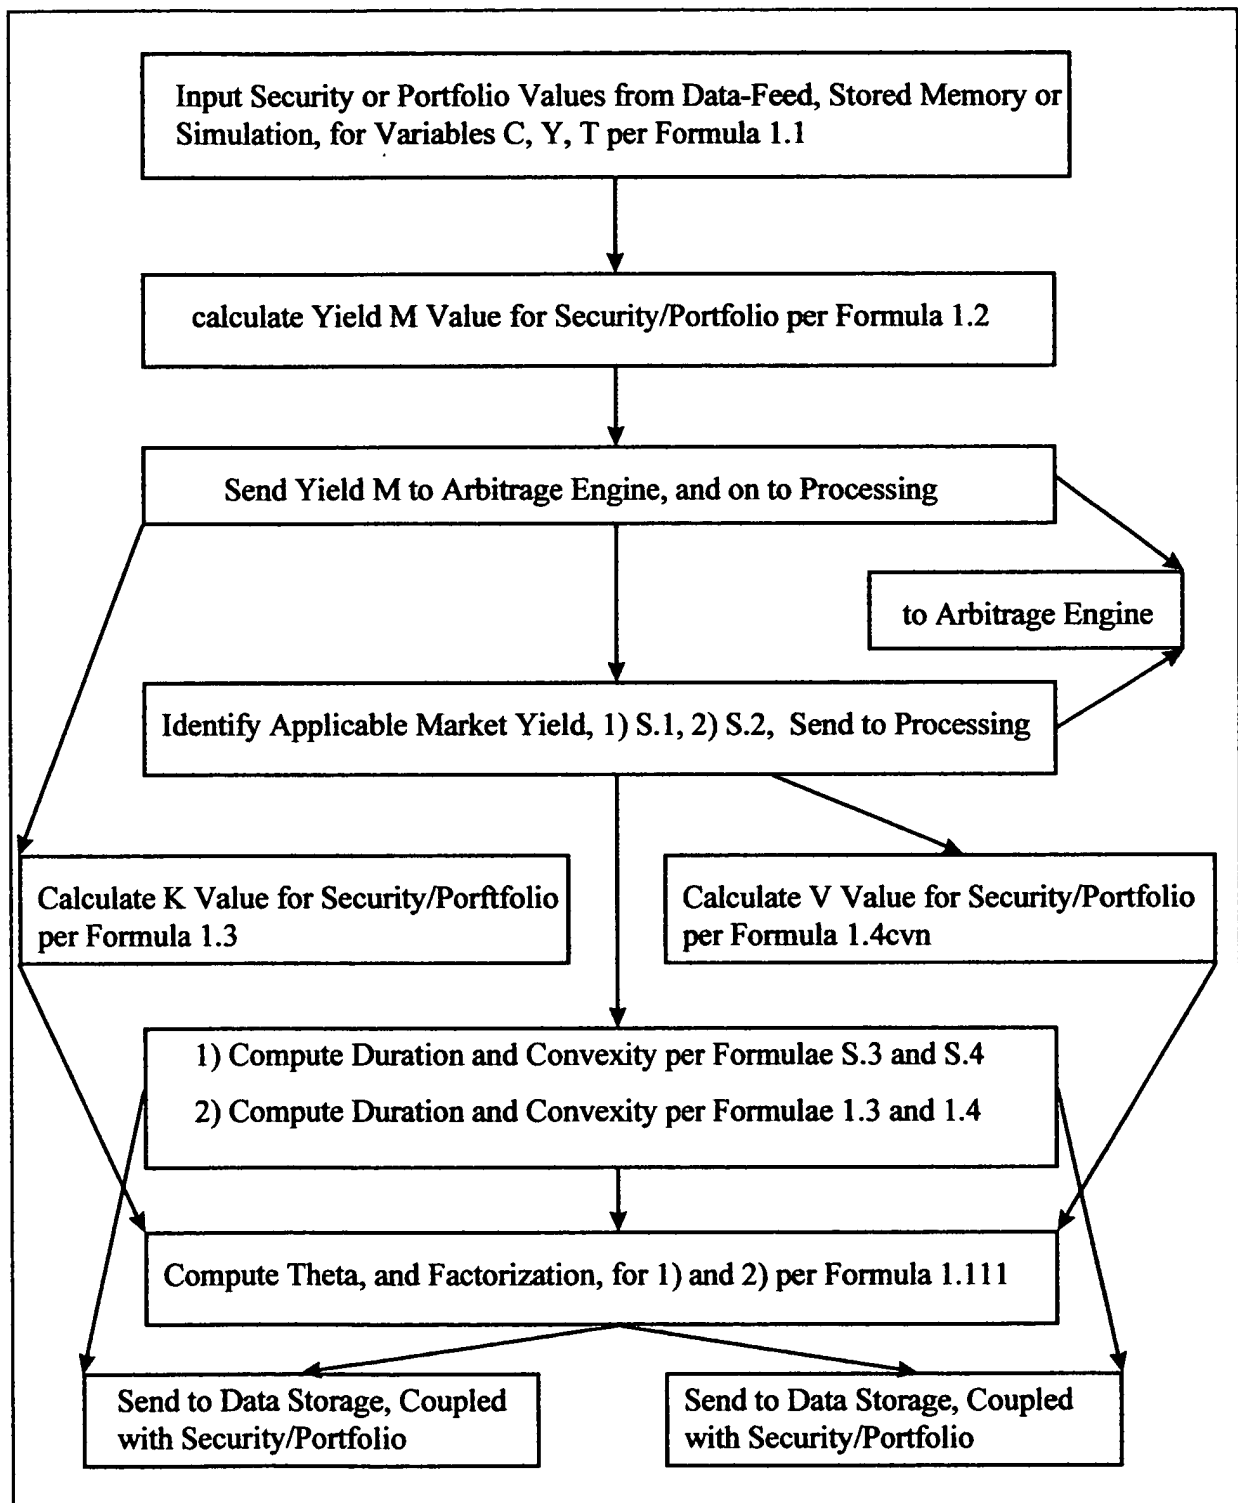 Input Security or Portfolio Values from Data-Feed, Stored Memory or
Simulation, for Variables C, Y, T per Formula 1.1
calculate Yield M Value for Security/Portfolio per Formula 1.2
Send Yield M to Arbitrage Engine, and on to Processing
to Arbitrage Engine
Identify Applicable Market Yield, 1) S.1, 2) S.2, Send to Processing
Calculate K Value for Security/Porftfolio
per Formula 1.3
Calculate V Value for Security/Portfolio
per Formula 1.4cvn
1) Compute Duration and Convexity per Formulae S.3 and S.4
2) Compute Duration and Convexity per Formulae 1.3 and 1.4
Compute Theta, and Factorization, for 1) and 2) per Formula 1.111
Send to Data Storage, Coupled
with Security/Portfolio
Send to Data Storage, Coupled
with Security/Portfolio